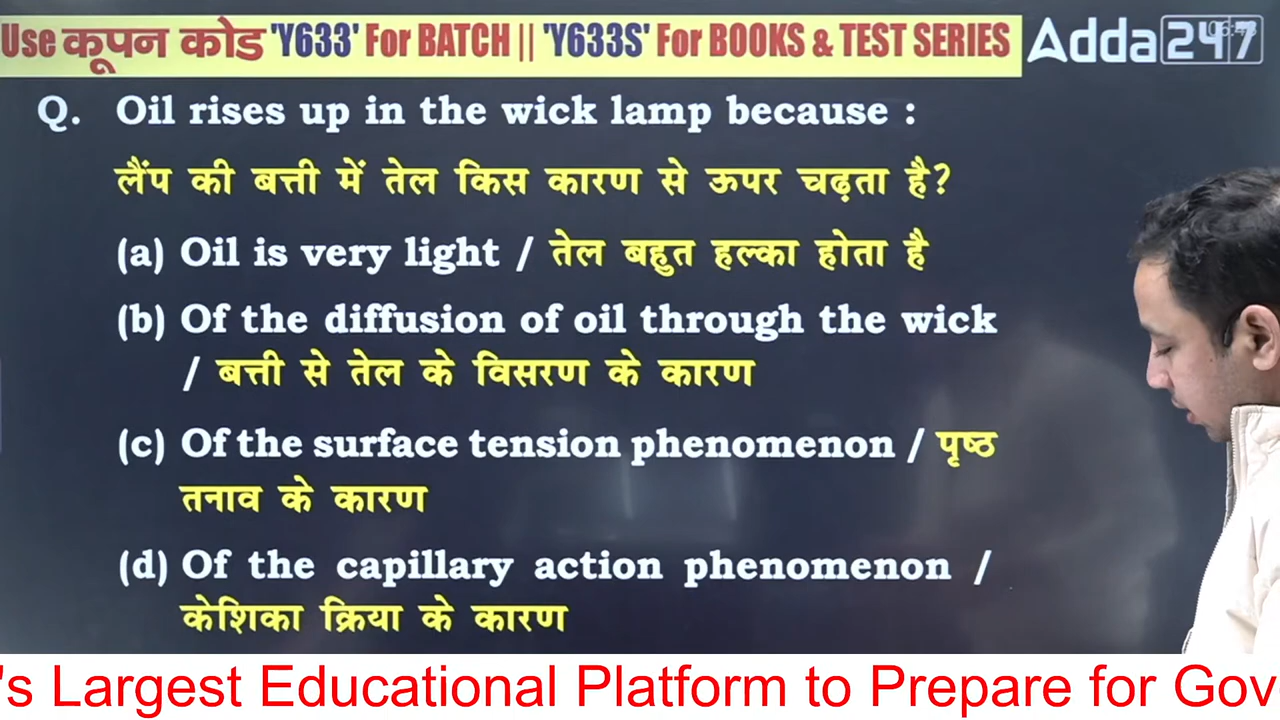 Use कूपन कोड 'Y633' For BATCH || 'Y633S' For BOOKS & TEST SERIES
Adda247
Q. Oil rises up in the wick lamp because :
लैंप की बत्ती में तेल किस कारण से ऊपर चढ़ता है?
(a) Oil is very light / तेल बहुत हल्का होता है
(b) Of the diffusion of oil through the wick
/ बत्ती से तेल के विसरण के कारण
(c) Of the surface tension phenomenon / पृष्ठ
तनाव के कारण
(d) Of the capillary action phenomenon /
केशिका क्रिया के कारण
's Largest Educational Platform to Prepare for Gov